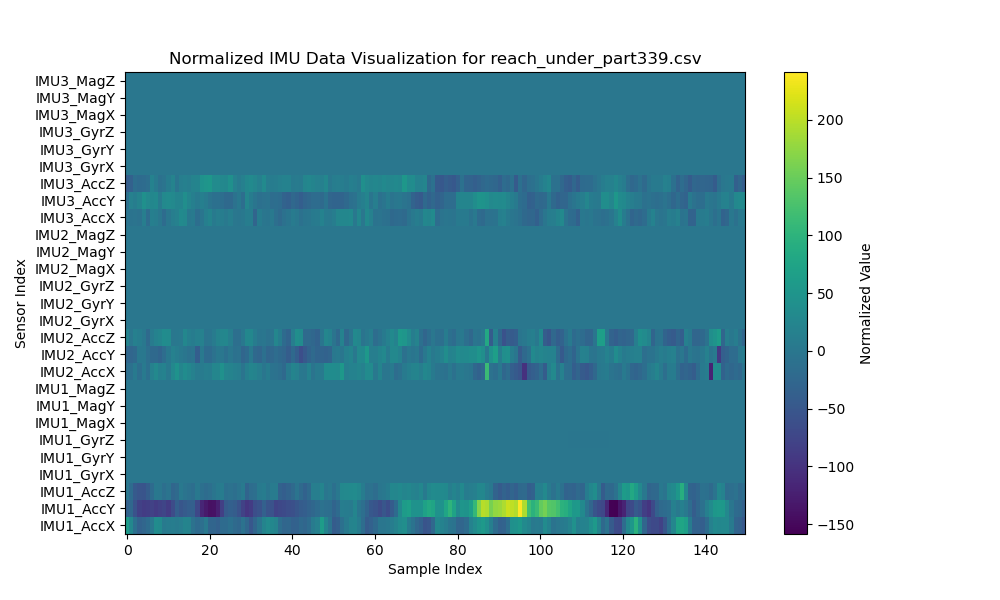 Normalized IMU Data Visualization for reach_under_part339.csv
IMU3_MagZ
IMU3_MagY
IMU3_MagX
IMU3_GyrZ
IMU3_GyrY
IMU3_GyrX
IMU3_AccZ
IMU3_AccY
IMU3_AccX
IMU2_MagZ
IMU2_MagY
IMU2_MagX
IMU2_GyrZ
IMU2_GyrY
IMU2_GyrX
IMU2_AccZ
IMU2_AccY
IMU2_AccX
IMU1_MagZ
IMU1_MagY
IMU1_MagX
IMU1_GyrZ
IMU1_GyrY
IMU1_GyrX
IMU1_AccZ
IMU1_AccY
IMU1_AccX
Sensor Index
0 20 40 60 80 100 120 140
Sample Index
200
150
100
50
0
−50
−100
−150
Normalized Value